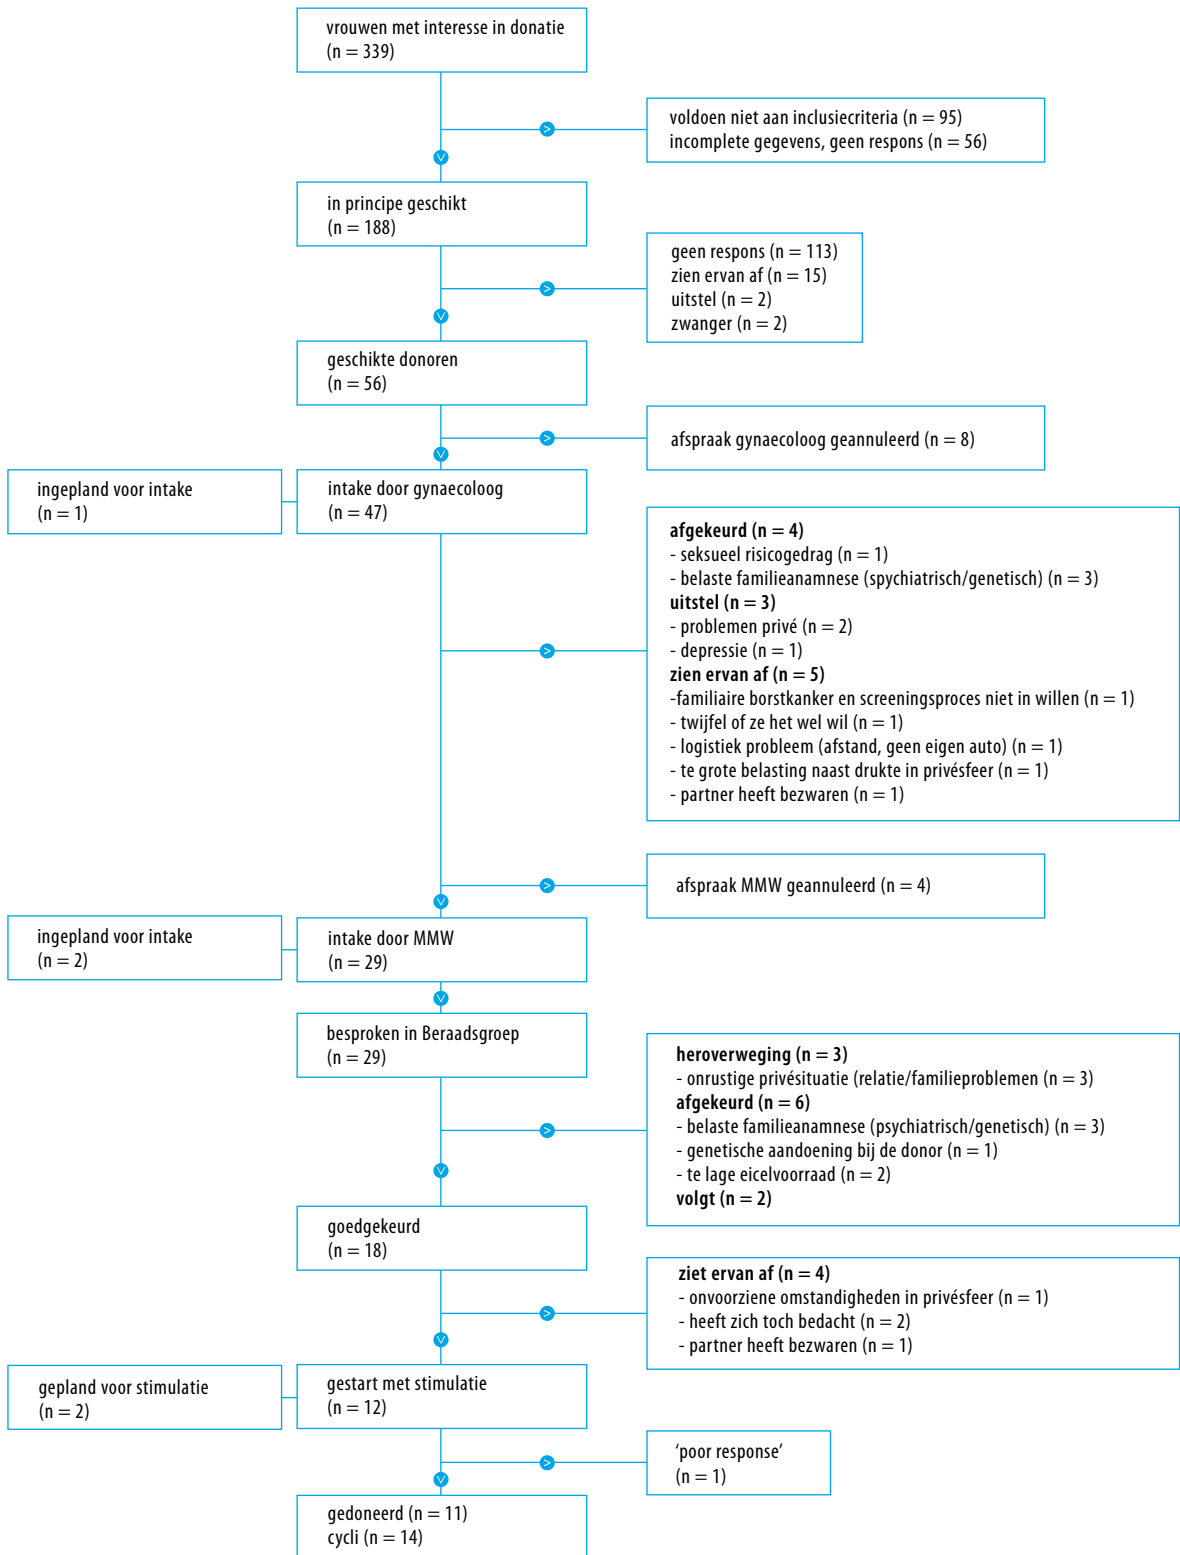 vrouwen met interesse in donatie
(n = 339)
voldoen niet aan inclusiecriteria (n = 95)
incomplete gegevens, geen respons (n = 56)
in principe geschikt
(n = 188)
geen respons (n = 113)
zien ervan af (n = 15)
uitstel (n = 2)
zwanger (n = 2)
geschikte donoren
(n = 56)
afspraak gynaecoloog geannuleerd (n = 8)
ingepland voor intake
(n = 1)
intake door gynaecoloog
(n = 47)
afgekeurd (n = 4)
- seksueel risicogedrag (n = 1)
- belaste familieanamnese (spychiatrisch/genetisch) (n = 3)
uitstel (n = 3)
- problemen privé (n = 2)
- depressie (n = 1)
zien ervan af (n = 5)
-familiaire borstkanker en screeningsproces niet in willen (n = 1)
- twijfel of ze het wel wil (n = 1)
- logistiek probleem (afstand, geen eigen auto) (n = 1)
- te grote belasting naast drukte in privésfeer (n = 1)
- partner heeft bezwaren (n = 1)
afspraak MMW geannuleerd (n = 4)
ingepland voor intake
(n = 2)
intake door MMW
(n = 29)
besproken in Beraadsgroep
(n = 29)
heroverweging (n = 3)
- onrustige privésituatie (relatie/familieproblemen (n = 3)
afgekeurd (n = 6)
- belaste familieanamnese (psychiatrisch/genetisch) (n = 3)
- genetische aandoening bij de donor (n = 1)
- te lage eicelvoorraad (n = 2)
volgt (n = 2)
goedgekeurd
(n = 18)
ziet ervan af (n = 4)
- onvoorziene omstandigheden in privésfeer (n = 1)
- heeft zich toch bedacht (n = 2)
- partner heeft bezwaren (n = 1)
gepland voor stimulatie
(n = 2)
gestart met stimulatie
(n = 12)
'poor response'
(n = 1)
gedoneerd (n = 11)
cycli (n = 14)